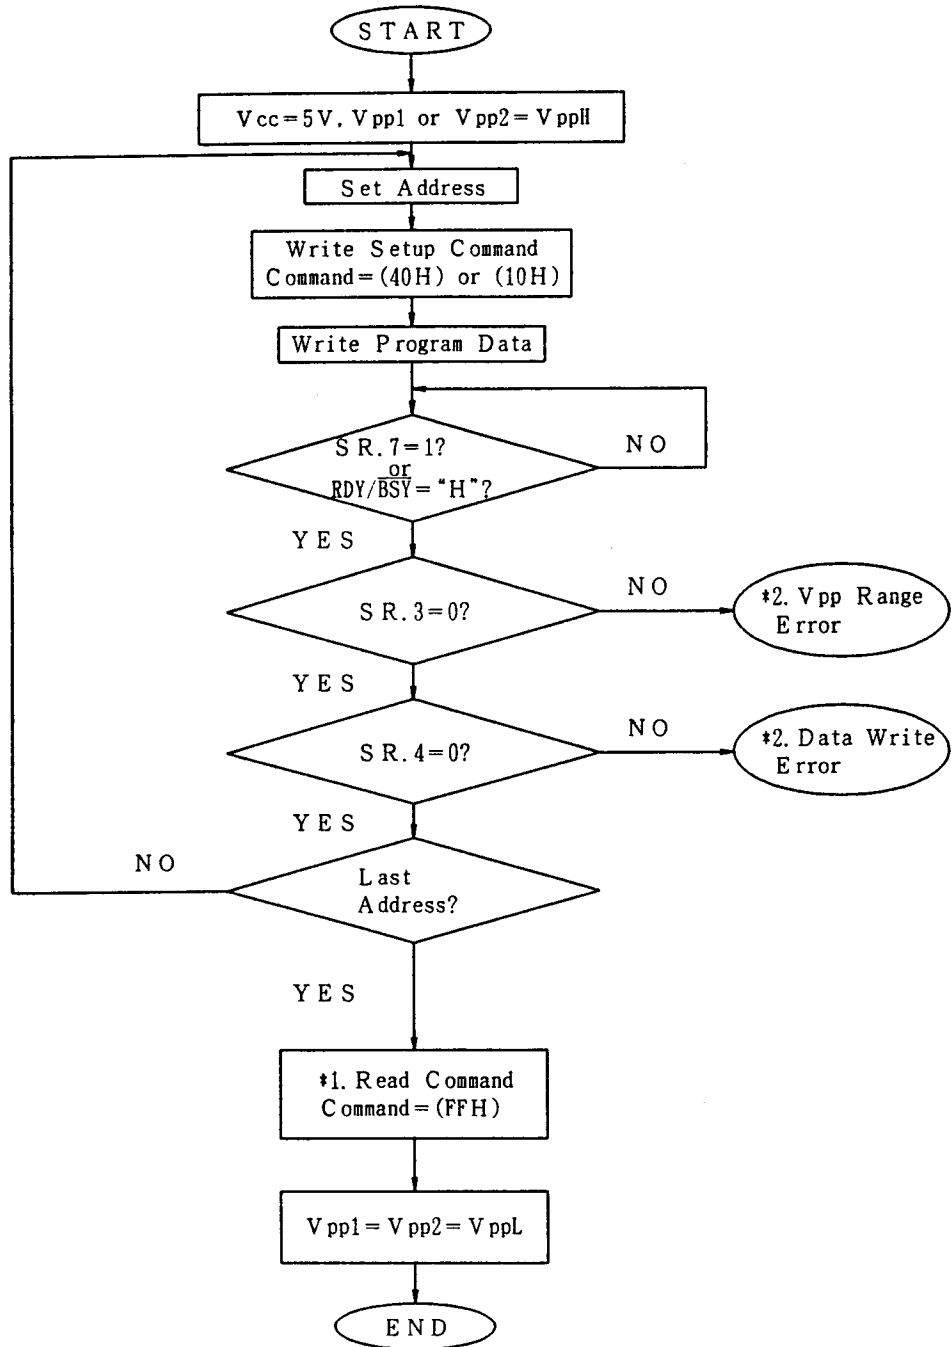 START
Vcc=5V, Vpp1 or Vpp2=VppH
Set Address
Write Setup Command
Command=(40H) or (10H)
Write Program Data
SR.7=1?
or
RDY/B̅S̅Y̅="H"?
NO
YES
SR.3=0?
NO
*2. Vpp Range
Error
YES
SR.4=0?
NO
*2. Data Write
Error
YES
NO
Last
Address?
YES
*1. Read Command
Command=(FFH)
Vpp1=Vpp2=VppL
END